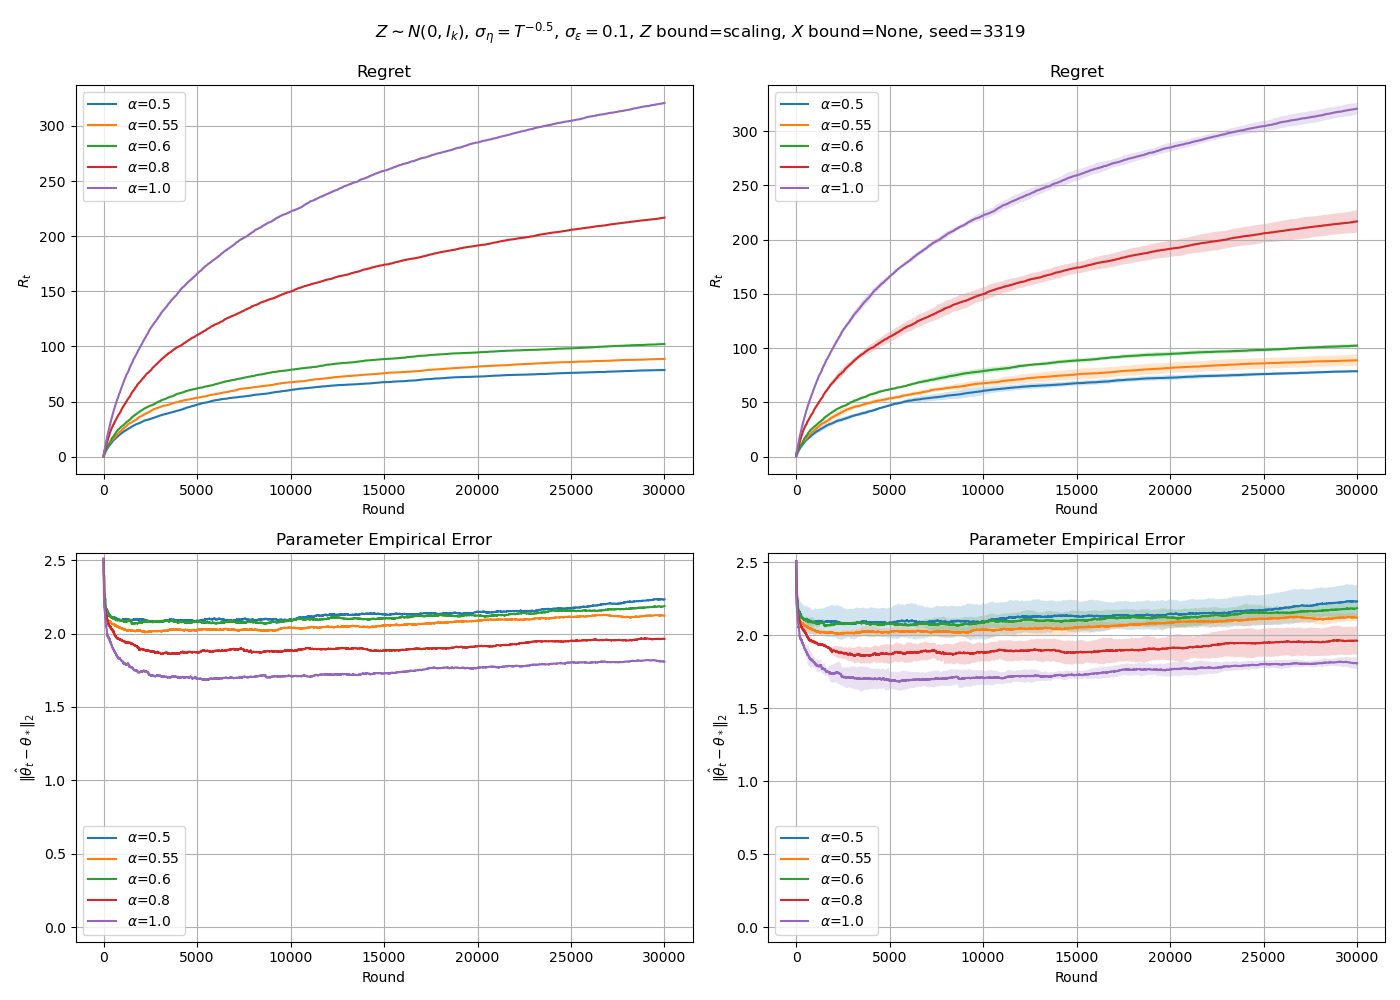 Z ∼ N(0, I_k), σ_η = T^{−0.5}, σ_ε = 0.1, Z bound=scaling, X bound=None, seed=3319
Regret
R_t
300
250
200
150
100
50
0
α=0.5
α=0.55
α=0.6
α=0.8
α=1.0
0 5000 10000 15000 20000 25000 30000
Round
Regret
R_t
300
250
200
150
100
50
0
α=0.5
α=0.55
α=0.6
α=0.8
α=1.0
0 5000 10000 15000 20000 25000 30000
Round
Parameter Empirical Error
‖θ̂_t − θ_*‖_2
2.5
2.0
1.5
1.0
0.5
0.0
α=0.5
α=0.55
α=0.6
α=0.8
α=1.0
0 5000 10000 15000 20000 25000 30000
Round
Parameter Empirical Error
‖θ̂_t − θ_*‖_2
2.5
2.0
1.5
1.0
0.5
0.0
α=0.5
α=0.55
α=0.6
α=0.8
α=1.0
0 5000 10000 15000 20000 25000 30000
Round